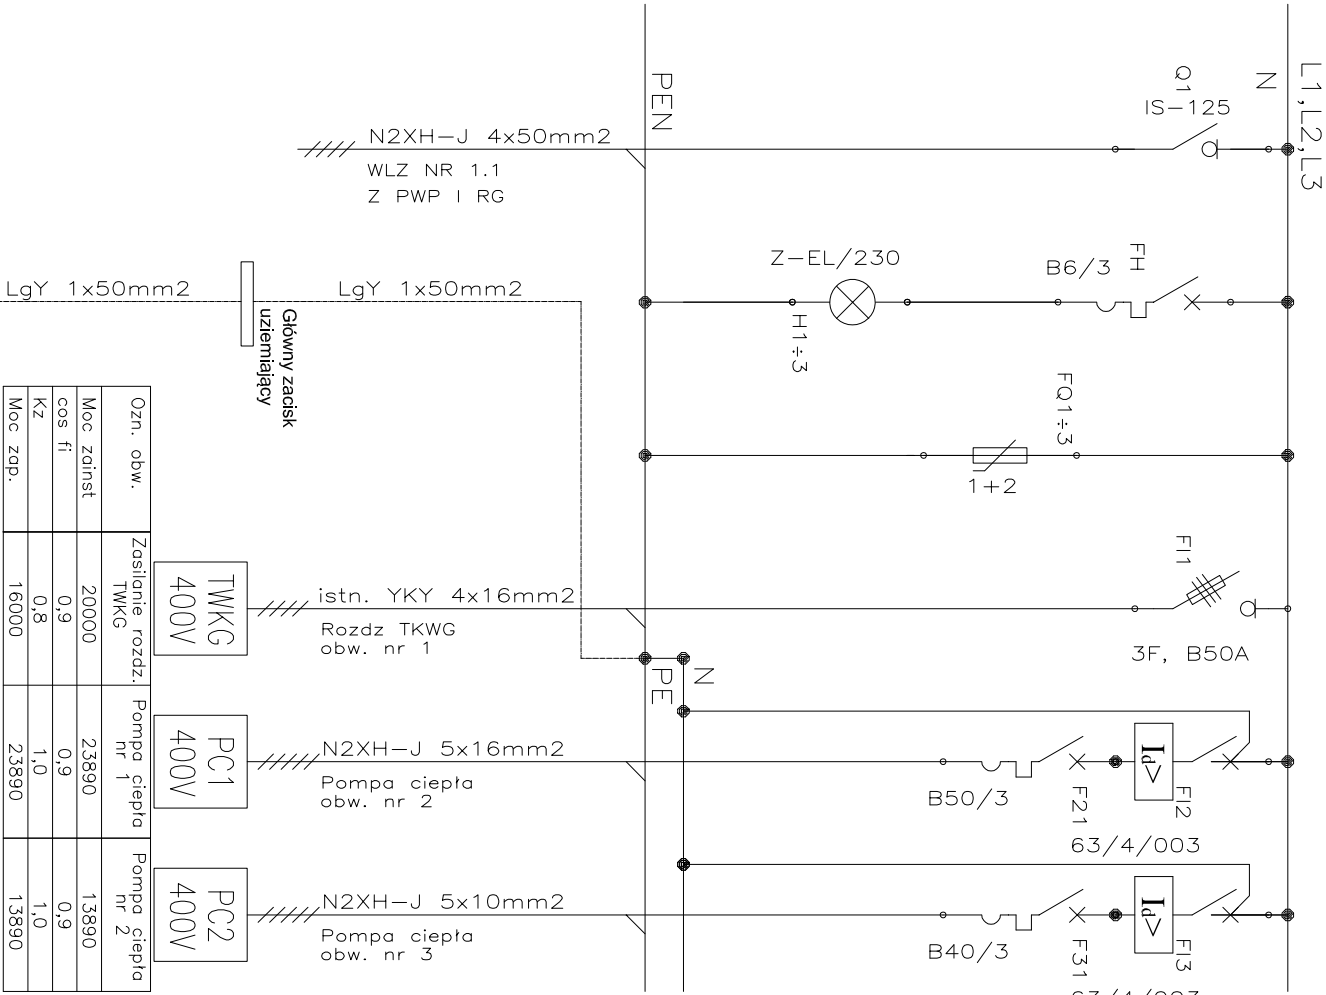 L1,L2,L3
N
Q1
IS-125
PEN
N2XH-J 4x50mm2
WLZ NR 1.1
Z PWP I RG
FH
B6/3
Z-EL/230
H1÷3
LgY 1x50mm2
LgY 1x50mm2
Główny zacisk
uziemiający
FQ1÷3
1+2
FI1
3F, B50A
istn. YKY 4x16mm2
Rozdz TKWG
obw. nr 1
TWKG
400V
N
PE
FI2
Id>
63/4/003
F21
B50/3
N2XH-J 5x16mm2
Pompa ciepła
obw. nr 2
PC1
400V
FI3
Id>
63/4/003
F31
B40/3
N2XH-J 5x10mm2
Pompa ciepła
obw. nr 3
PC2
400V
Ozn. obw. Zasilanie rozdz. TWKG Pompa ciepła nr 1 Pompa ciepła nr 2
Moc zainst 20000 23890 13890
cos fi 0,9 0,9 0,9
Kz 0,8 1,0 1,0
Moc zap. 16000 23890 13890